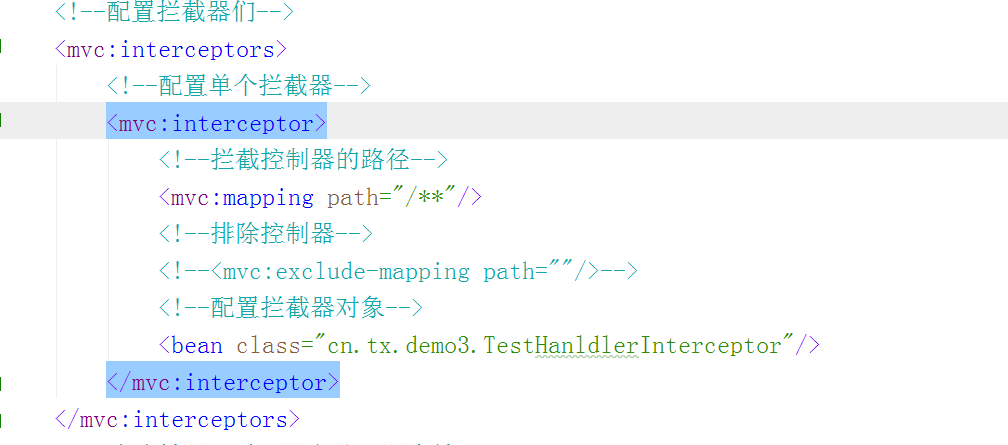 <!--配置拦截器们-->
<mvc:interceptors>
<!--配置单个拦截器-->
<mvc:interceptor>
<!--拦截控制器的路径-->
<mvc:mapping path="/**"/>
<!--排除控制器-->
<!--<mvc:exclude-mapping path=""/>-->
<!--配置拦截器对象-->
<bean class="cn.tx.demo3.TestHanldlerInterceptor"/>
</mvc:interceptor>
</mvc:interceptors>